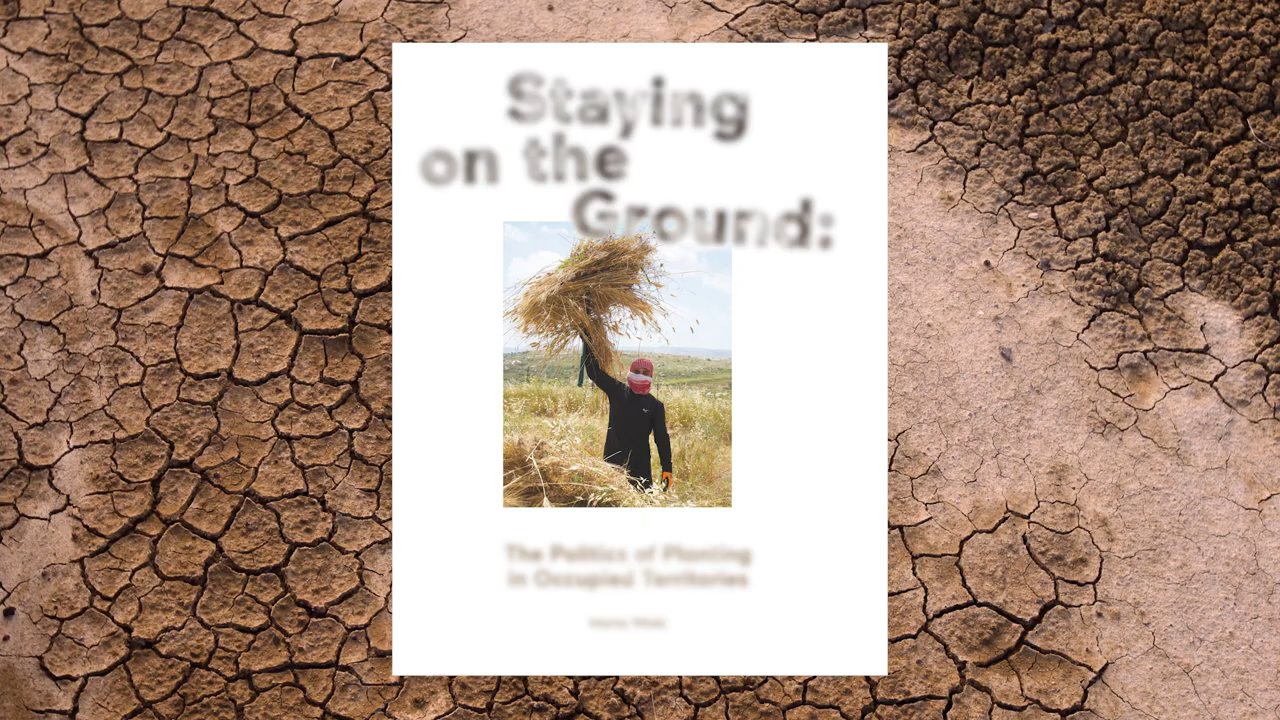 Staying
on the
Ground:
The Politics of Planting
in Occupied Territories